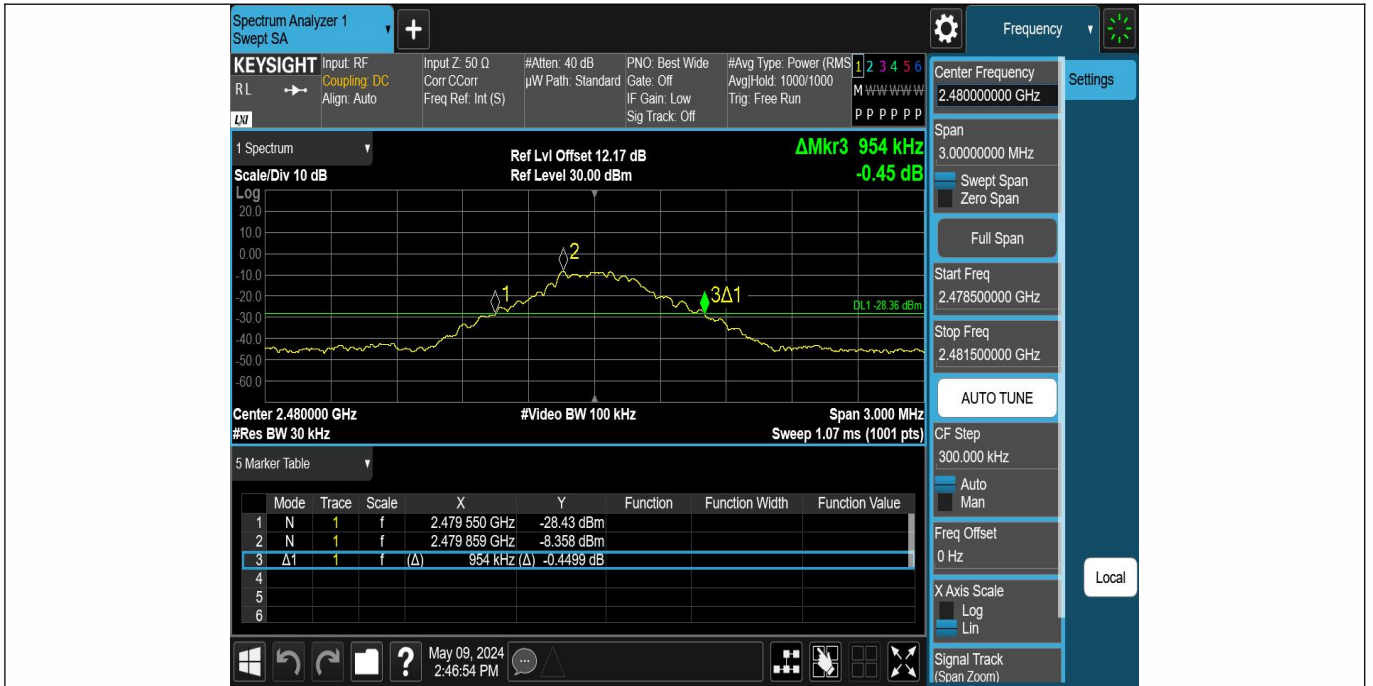 Spectrum Analyzer 1
Swept SA
+
Frequency
KEYSIGHT
RL
LXI
Input: RF
Coupling: DC
Align: Auto
Input Z: 50 Ω
Corr CCorr
Freq Ref: Int (S)
#Atten: 40 dB
µW Path: Standard
PNO: Best Wide
Gate: Off
IF Gain: Low
Sig Track: Off
#Avg Type: Power (RMS
Avg|Hold: 1000/1000
Trig: Free Run
1 2 3 4 5 6
M W W W W W
P P P P P P
Center Frequency
2.480000000 GHz
Settings
Span
3.00000000 MHz
Swept Span
Zero Span
Full Span
Start Freq
2.478500000 GHz
Stop Freq
2.481500000 GHz
AUTO TUNE
CF Step
300.000 kHz
Auto
Man
Freq Offset
0 Hz
X Axis Scale
Log
Lin
Signal Track
(Span Zoom)
Local
1 Spectrum
Scale/Div 10 dB
Ref Lvl Offset 12.17 dB
Ref Level 30.00 dBm
ΔMkr3 954 kHz
-0.45 dB
Log
20.0
10.0
0.00
-10.0
-20.0
-30.0
-40.0
-50.0
-60.0
2
1
3Δ1
DL1 -28.36 dBm
Center 2.480000 GHz
#Video BW 100 kHz
Span 3.000 MHz
#Res BW 30 kHz
Sweep 1.07 ms (1001 pts)
5 Marker Table
Mode Trace Scale X Y Function Function Width Function Value
1 N 1 f 2.479 550 GHz -28.43 dBm
2 N 1 f 2.479 859 GHz -8.358 dBm
3 Δ1 1 f (Δ) 954 kHz (Δ) -0.4499 dB
4
5
6
?
May 09, 2024
2:46:54 PM